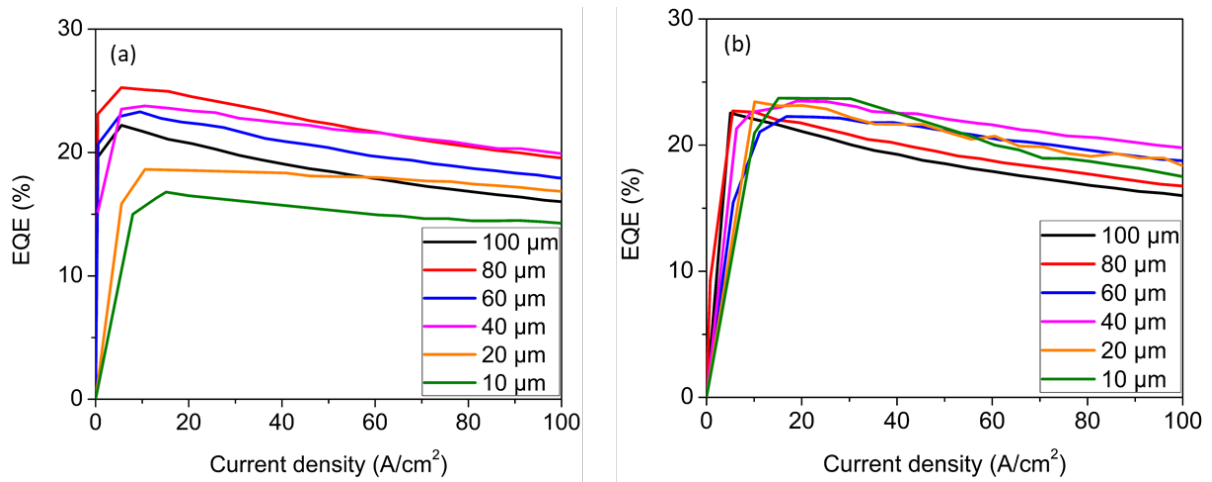 (a)
EQE (%)
30
20
10
0
0 20 40 60 80 100
Current density (A/cm²)
100 µm
80 µm
60 µm
40 µm
20 µm
10 µm
(b)
EQE (%)
30
20
10
0
0 20 40 60 80 100
Current density (A/cm²)
100 µm
80 µm
60 µm
40 µm
20 µm
10 µm